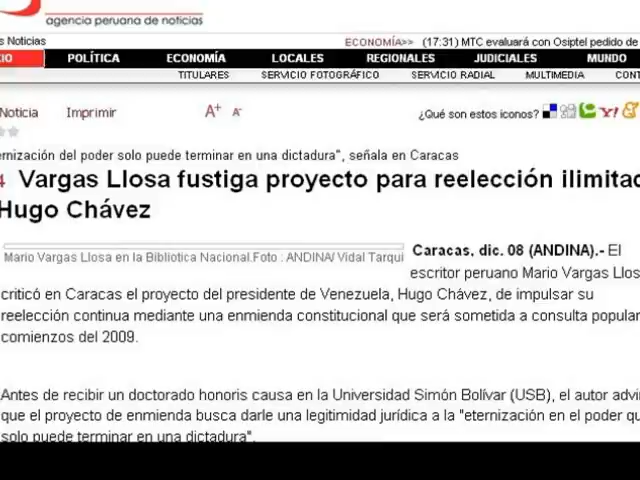 agencia peruana de noticias
s Noticias
ECONOMÍA>> (17:31) MTC evaluará con Osiptel pedido de
IO POLÍTICA ECONOMÍA LOCALES REGIONALES JUDICIALES MUNDO
TITULARES SERVICIO FOTOGRÁFICO SERVICIO RADIAL MULTIMEDIA CONT
Noticia Imprimir A+ A- ¿Qué son estos iconos?
ernización del poder solo puede terminar en una dictadura", señala en Caracas
Vargas Llosa fustiga proyecto para reelección ilimitad
Hugo Chávez
Mario Vargas Llosa en la Bibliotica Nacional.Foto : ANDINA/ Vidal Tarqui
Caracas, dic. 08 (ANDINA).- El
escritor peruano Mario Vargas Llos
criticó en Caracas el proyecto del presidente de Venezuela, Hugo Chávez, de impulsar su
reelección continua mediante una enmienda constitucional que será sometida a consulta popular
comienzos del 2009.
Antes de recibir un doctorado honoris causa en la Universidad Simón Bolívar (USB), el autor advi
que el proyecto de enmienda busca darle una legitimidad jurídica a la "eternización en el poder qu
solo puede terminar en una dictadura".